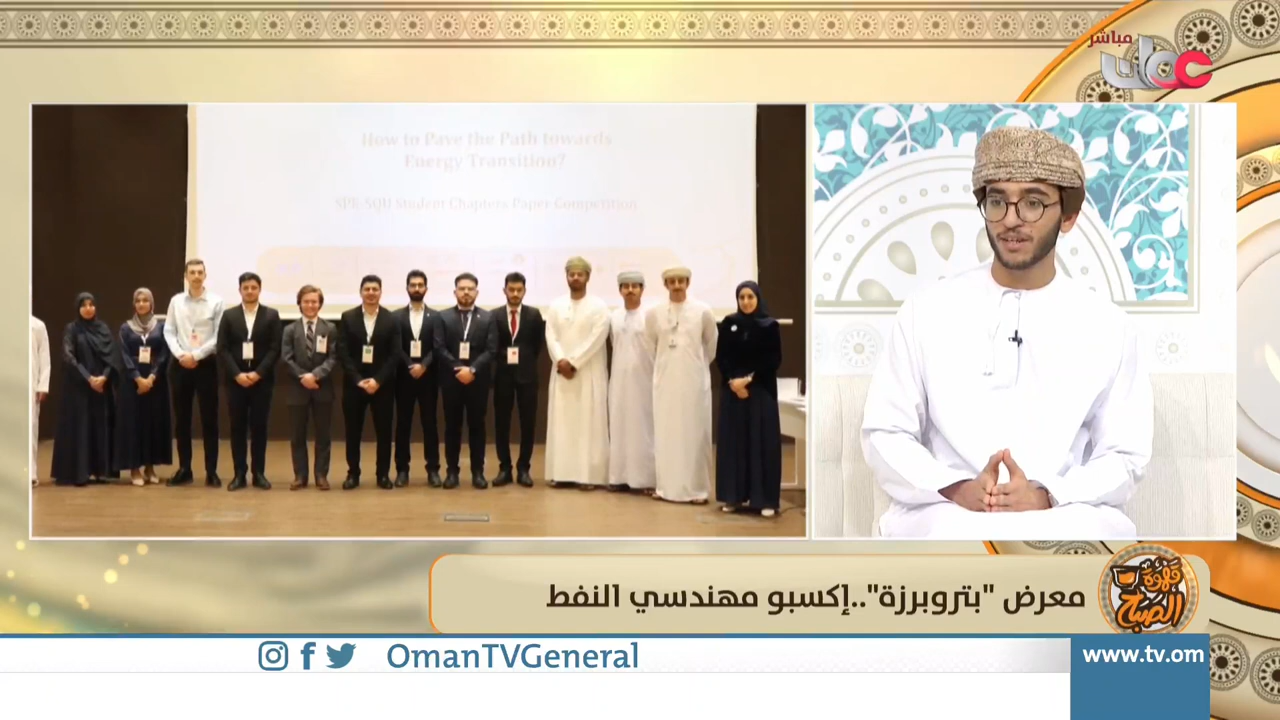 مباشر
عمان
How to Pave the Path towards
Energy Transition?
SPE-SQU Student Chapters Paper Competition
معرض "بتروبرزة"..إكسبو مهندسي النفط
قهوة
الصباح
OmanTVGeneral
www.tv.om